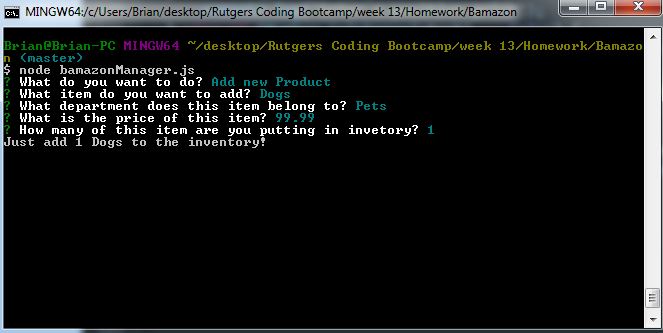 MINGW64:/c/Users/Brian/desktop/Rutgers Coding Bootcamp/week 13/Homework/Bamazon
Brian@Brian-PC MINGW64 ~/desktop/Rutgers Coding Bootcamp/week 13/Homework/Bamazo
n (master)
$ node bamazonManager.js
? What do you want to do? Add new Product
? What item do you want to add? Dogs
? What department does this item belong to? Pets
? What is the price of this item? 99.99
? How many of this item are you putting in invetory? 1
Just add 1 Dogs to the inventory!